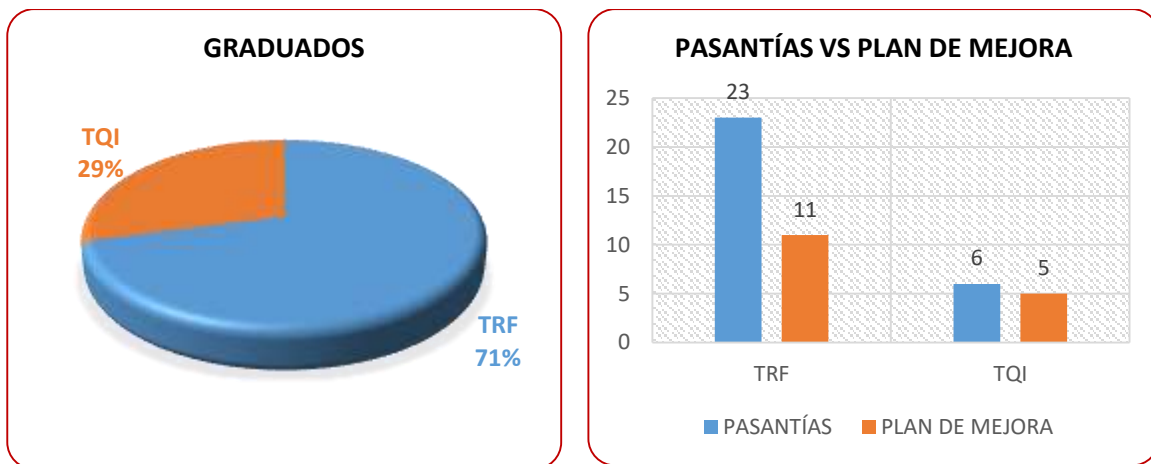 GRADUADOS
TQI
29%
TRF
71%
PASANTÍAS VS PLAN DE MEJORA
25
20
15
10
5
0
23
11
6
5
TRF
TQI
PASANTÍAS
PLAN DE MEJORA